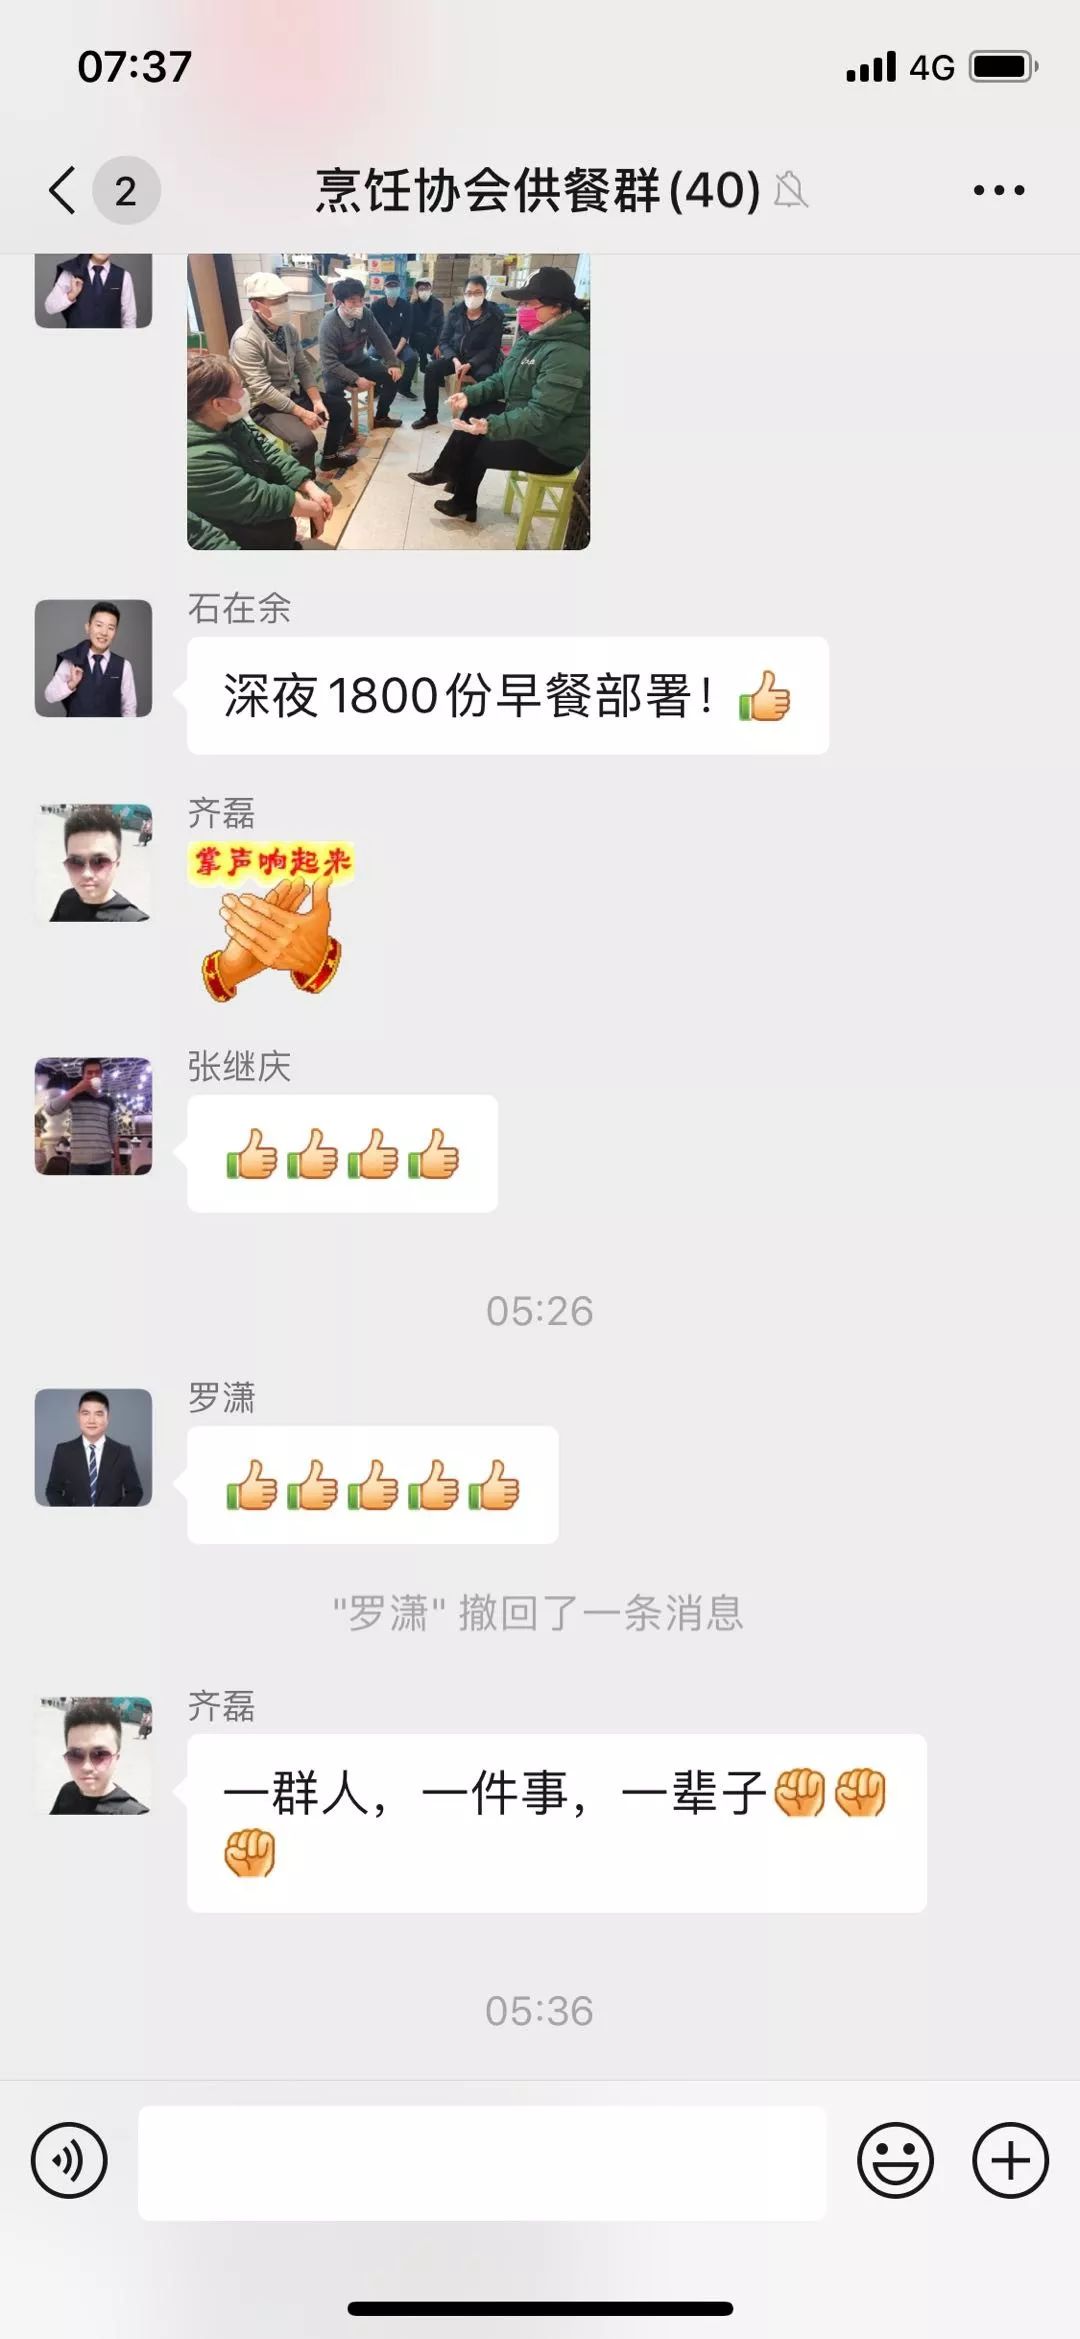 07:37
4G
2
烹饪协会供餐群(40)
石在余
深夜1800份早餐部署！👍
齐磊
掌声响起来
张继庆
👍👍👍👍
05:26
罗潇
👍👍👍👍👍
"罗潇" 撤回了一条消息
齐磊
一群人，一件事，一辈子✊✊
✊
05:36